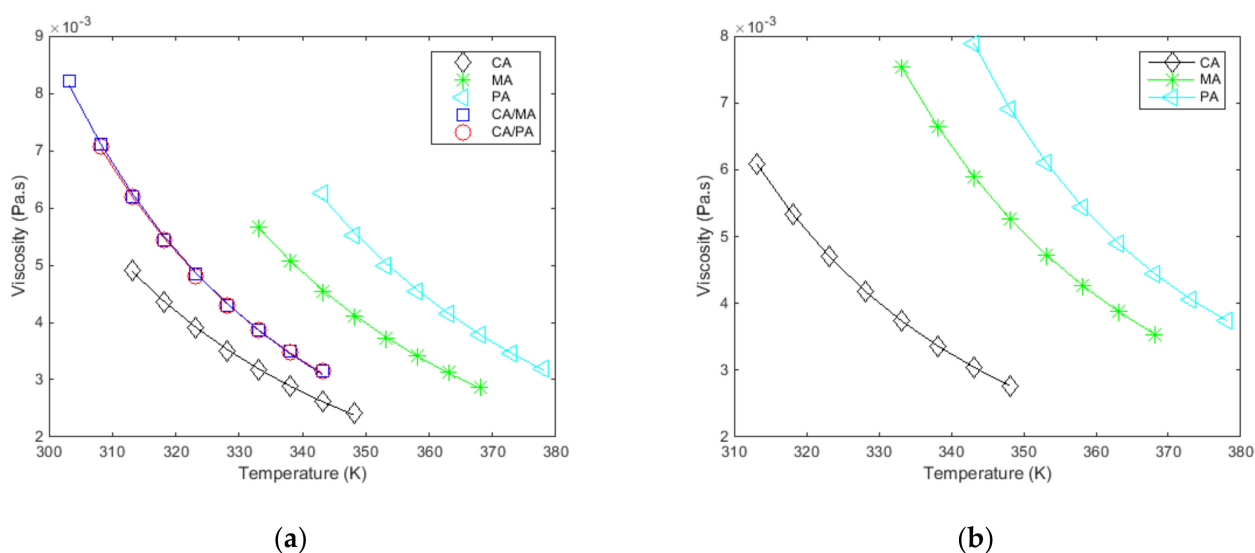 × 10⁻³
9
8
7
6
5
4
3
2
Viscosity (Pa.s)
300 310 320 330 340 350 360 370 380
Temperature (K)
CA
MA
PA
CA/MA
CA/PA
(a)
× 10⁻³
8
7
6
5
4
3
2
Viscosity (Pa.s)
310 320 330 340 350 360 370 380
Temperature (K)
CA
MA
PA
(b)